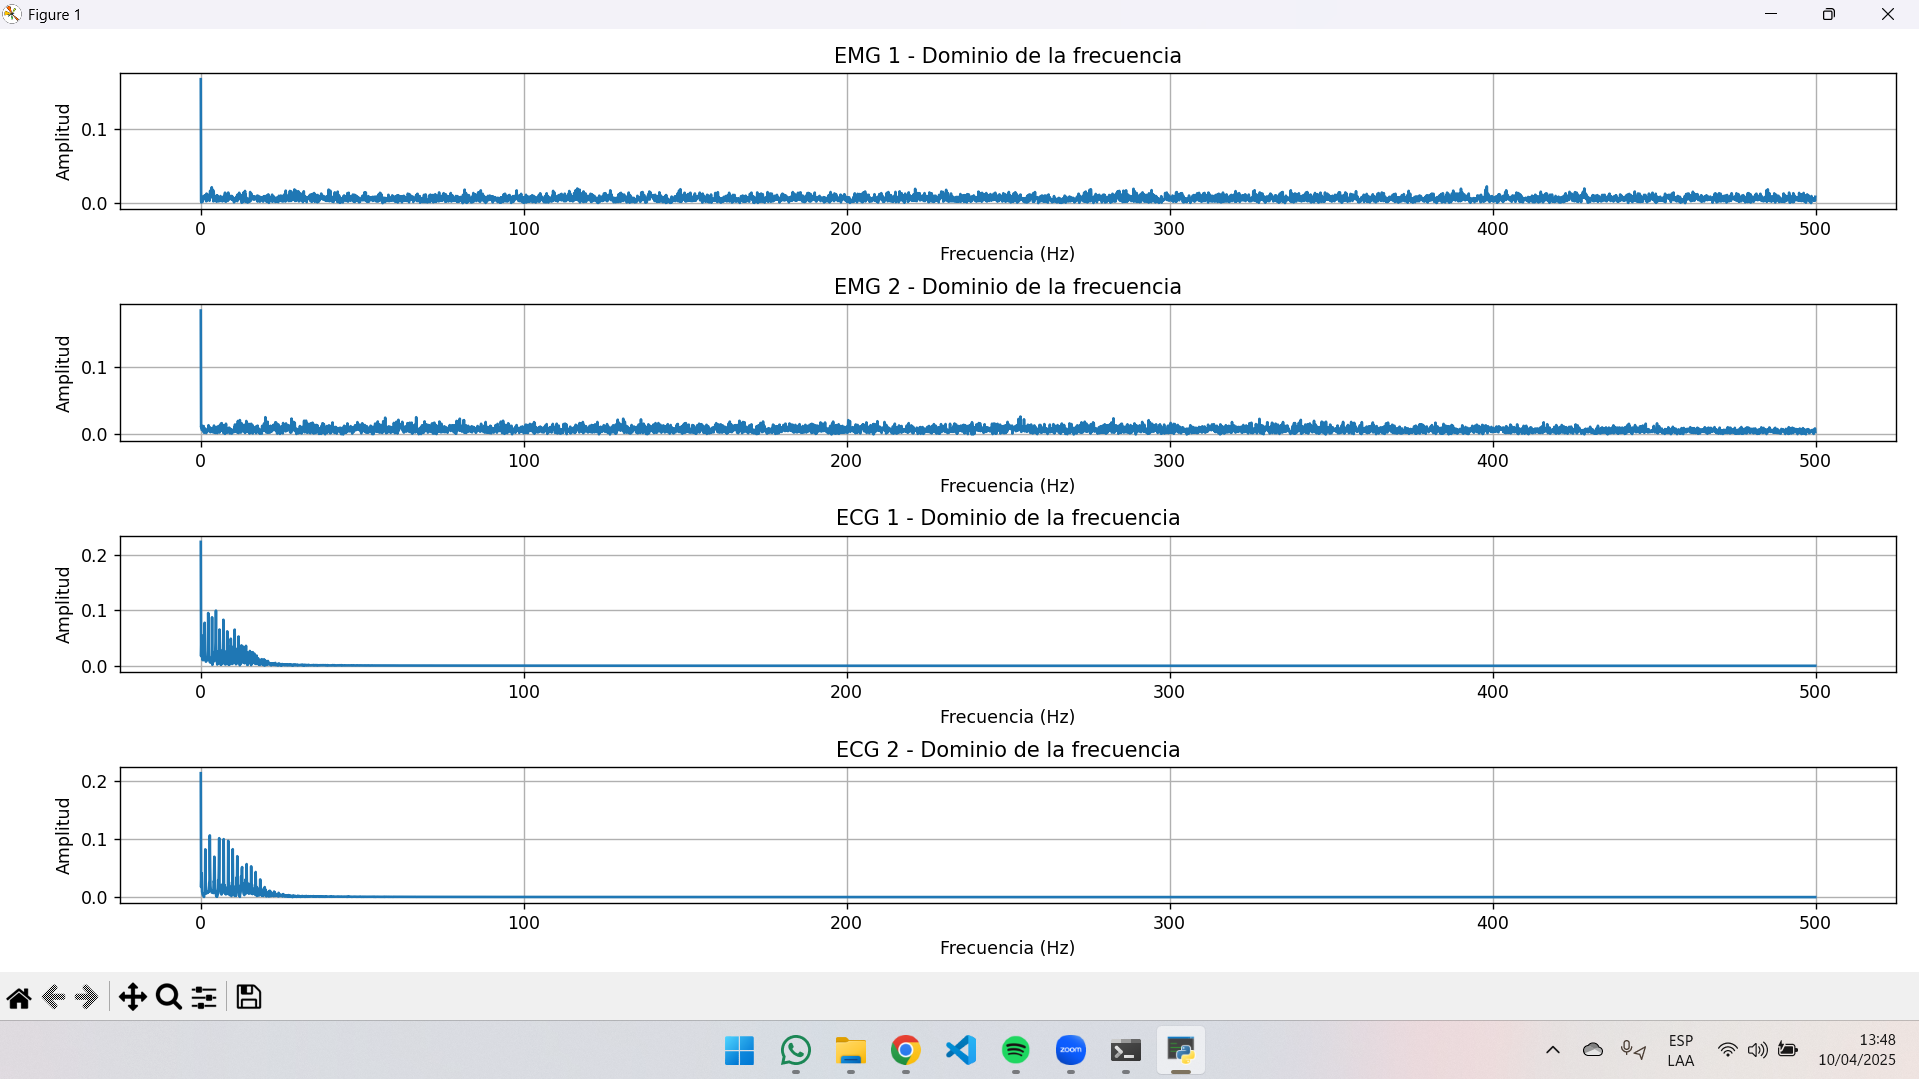 Figure 1
EMG 1 - Dominio de la frecuencia
Amplitud
0.1
0.0
0 100 200 300 400 500
Frecuencia (Hz)
EMG 2 - Dominio de la frecuencia
Amplitud
0.1
0.0
0 100 200 300 400 500
Frecuencia (Hz)
ECG 1 - Dominio de la frecuencia
Amplitud
0.2
0.1
0.0
0 100 200 300 400 500
Frecuencia (Hz)
ECG 2 - Dominio de la frecuencia
Amplitud
0.2
0.1
0.0
0 100 200 300 400 500
Frecuencia (Hz)
zoom
ESP
LAA
13:48
10/04/2025